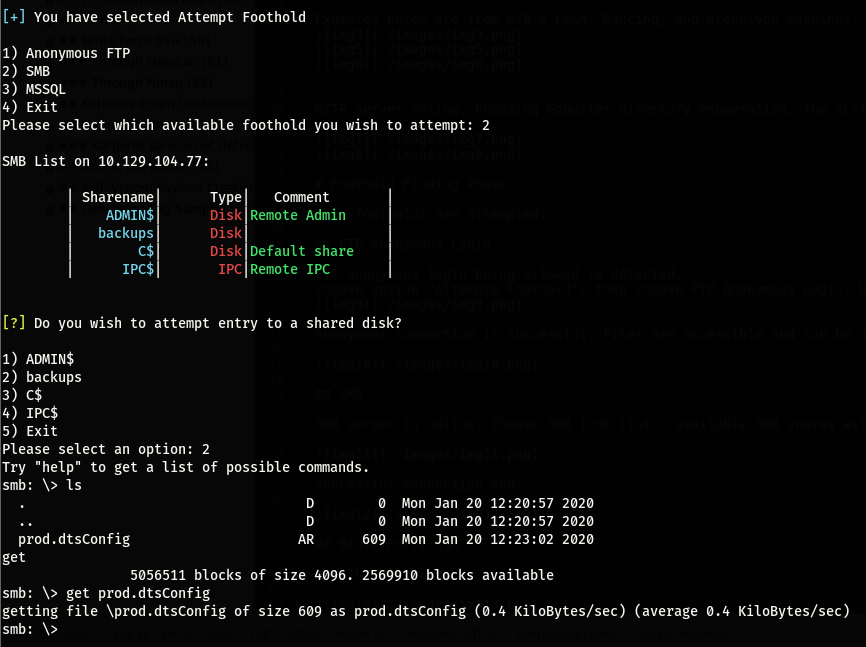 [+] You have selected Attempt Foothold
1) Anonymous FTP
2) SMB
3) MSSQL
4) Exit
Please select which available foothold you wish to attempt: 2
SMB List on 10.129.104.77:
| Sharename| Type| Comment |
| ADMIN$| Disk|Remote Admin |
| backups| Disk| |
| C$| Disk|Default share |
| IPC$| IPC|Remote IPC |
[?] Do you wish to attempt entry to a shared disk?
1) ADMIN$
2) backups
3) C$
4) IPC$
5) Exit
Please select an option: 2
Try "help" to get a list of possible commands.
smb: \> ls
. D 0 Mon Jan 20 12:20:57 2020
.. D 0 Mon Jan 20 12:20:57 2020
prod.dtsConfig AR 609 Mon Jan 20 12:23:02 2020
get
5056511 blocks of size 4096. 2569910 blocks available
smb: \> get prod.dtsConfig
getting file \prod.dtsConfig of size 609 as prod.dtsConfig (0.4 KiloBytes/sec) (average 0.4 KiloBytes/sec)
smb: \>